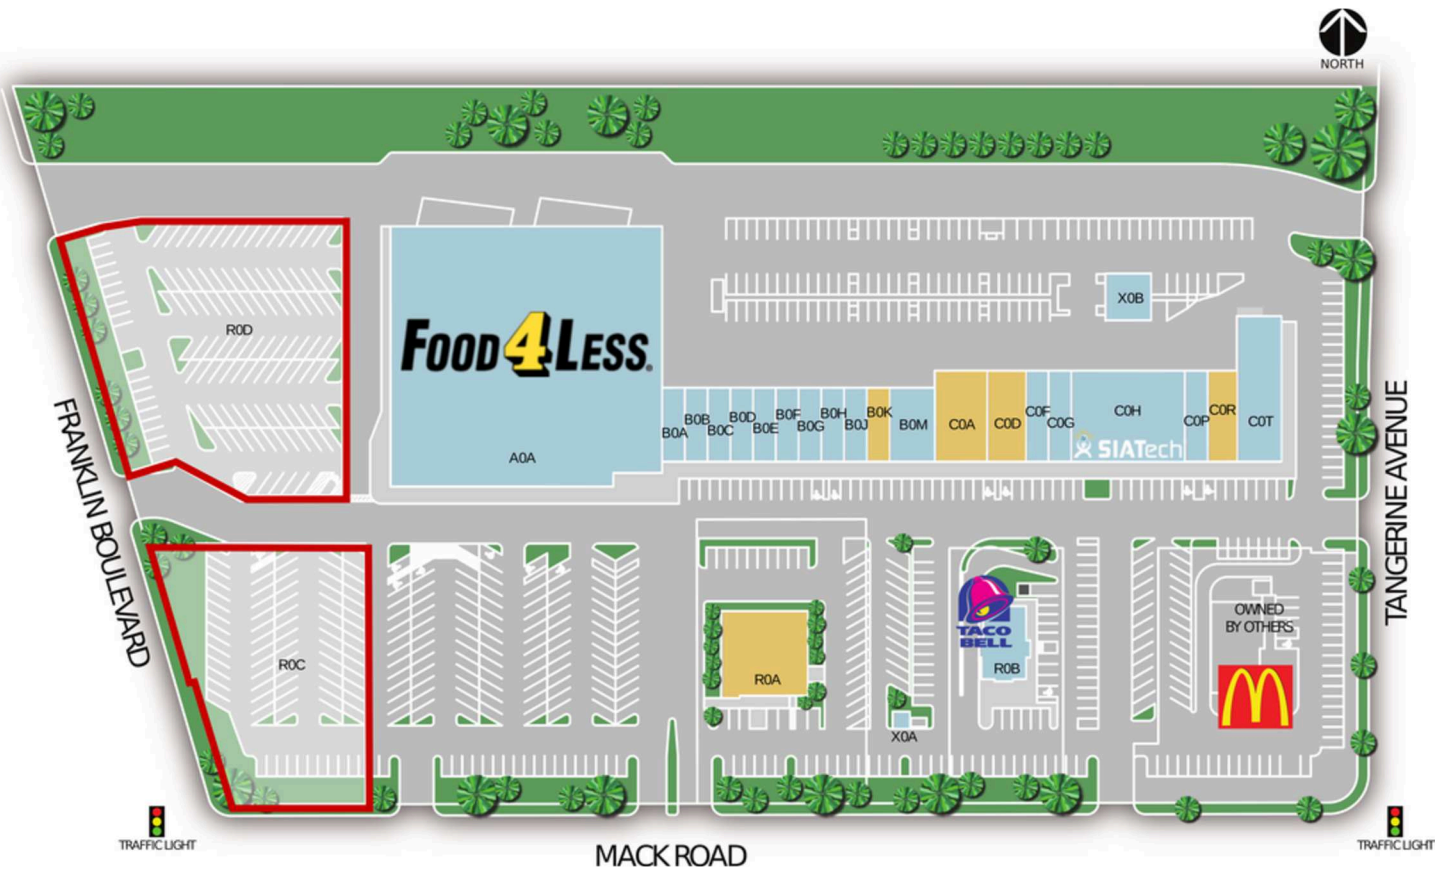 NORTH
R0D
FOOD 4 LESS.
A0A
X0B
B0A
B0B
B0C
B0D
B0E
B0F
B0G
B0H
B0J
B0K
B0M
C0A
C0D
C0F
C0G
C0H
SIATech
C0P
C0R
C0T
FRANKLIN BOULEVARD
TANGERINE AVENUE
R0C
R0A
X0A
TACO
BELL
R0B
OWNED
BY OTHERS
TRAFFIC LIGHT
MACK ROAD
TRAFFIC LIGHT